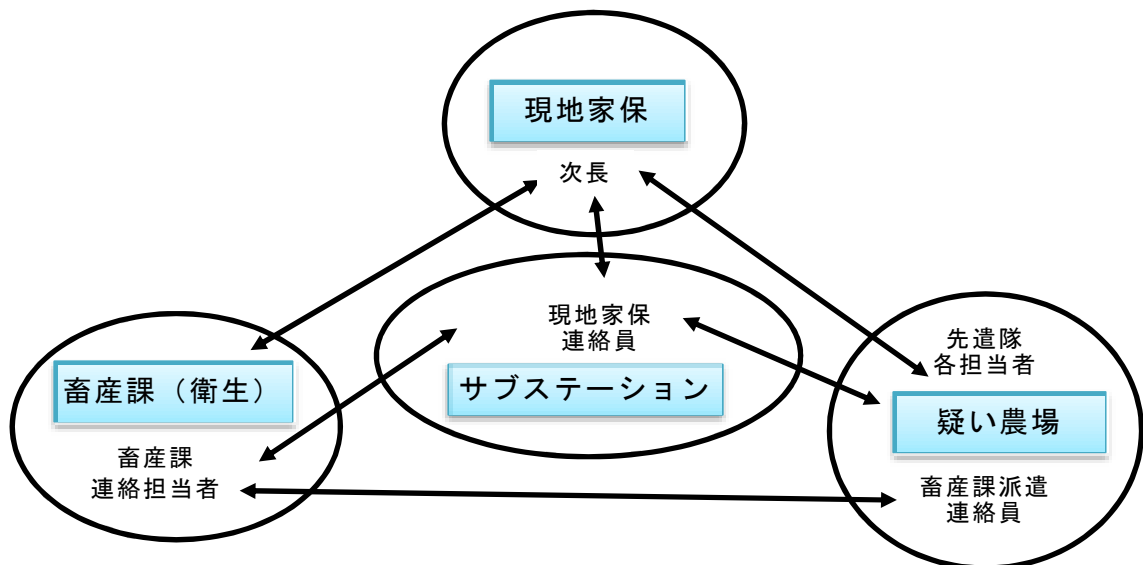 現地家保
次長
現地家保
連絡員
サブステーション
畜産課（衛生）
畜産課
連絡担当者
先遣隊
各担当者
疑い農場
畜産課派遣
連絡員